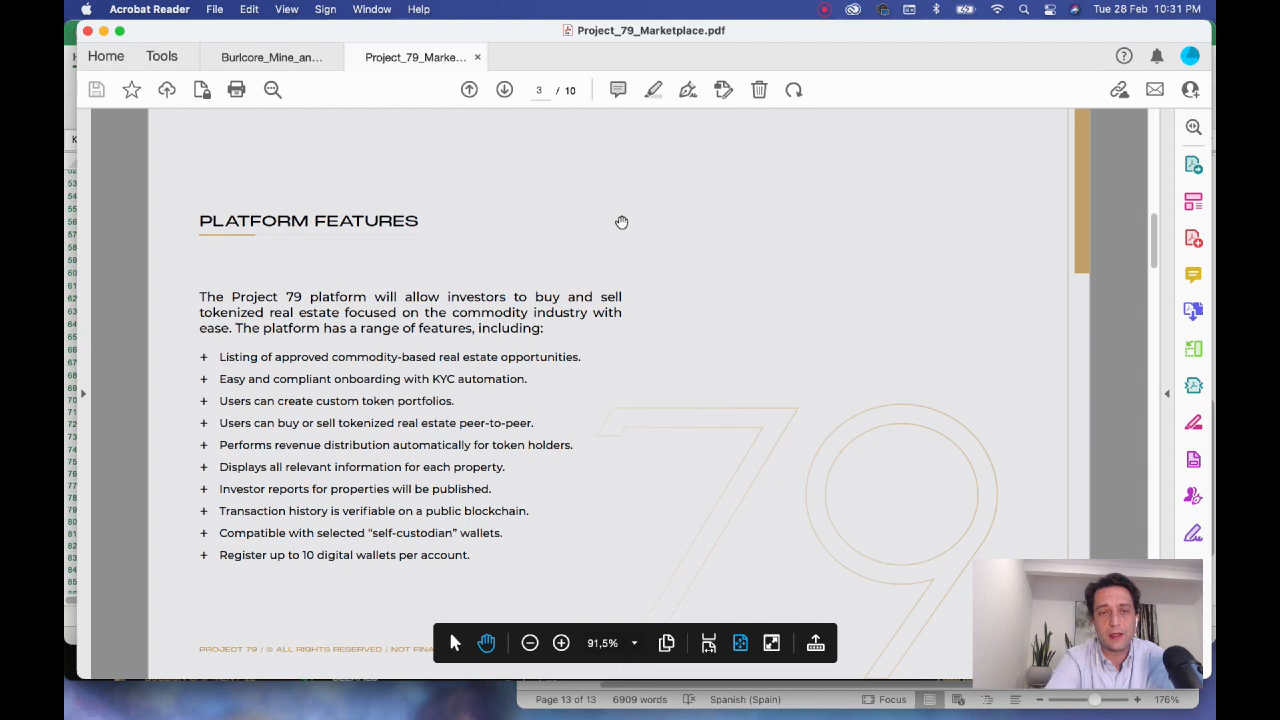 Acrobat Reader File Edit View Sign Window Help Tue 28 Feb 10:31 PM
Project_79_Marketplace.pdf
Home Tools Burlcore_Mine_an... Project_79_Marke... ×
3 / 10
PLATFORM FEATURES
The Project 79 platform will allow investors to buy and sell
tokenized real estate focused on the commodity industry with
ease. The platform has a range of features, including:
+ Listing of approved commodity-based real estate opportunities.
+ Easy and compliant onboarding with KYC automation.
+ Users can create custom token portfolios.
+ Users can buy or sell tokenized real estate peer-to-peer.
+ Performs revenue distribution automatically for token holders.
+ Displays all relevant information for each property.
+ Investor reports for properties will be published.
+ Transaction history is verifiable on a public blockchain.
+ Compatible with selected “self-custodian” wallets.
+ Register up to 10 digital wallets per account.
79
PROJECT 79 / © ALL RIGHTS RESERVED / NOT FINA
91,5%
Page 13 of 13 6909 words Spanish (Spain) Focus 176%